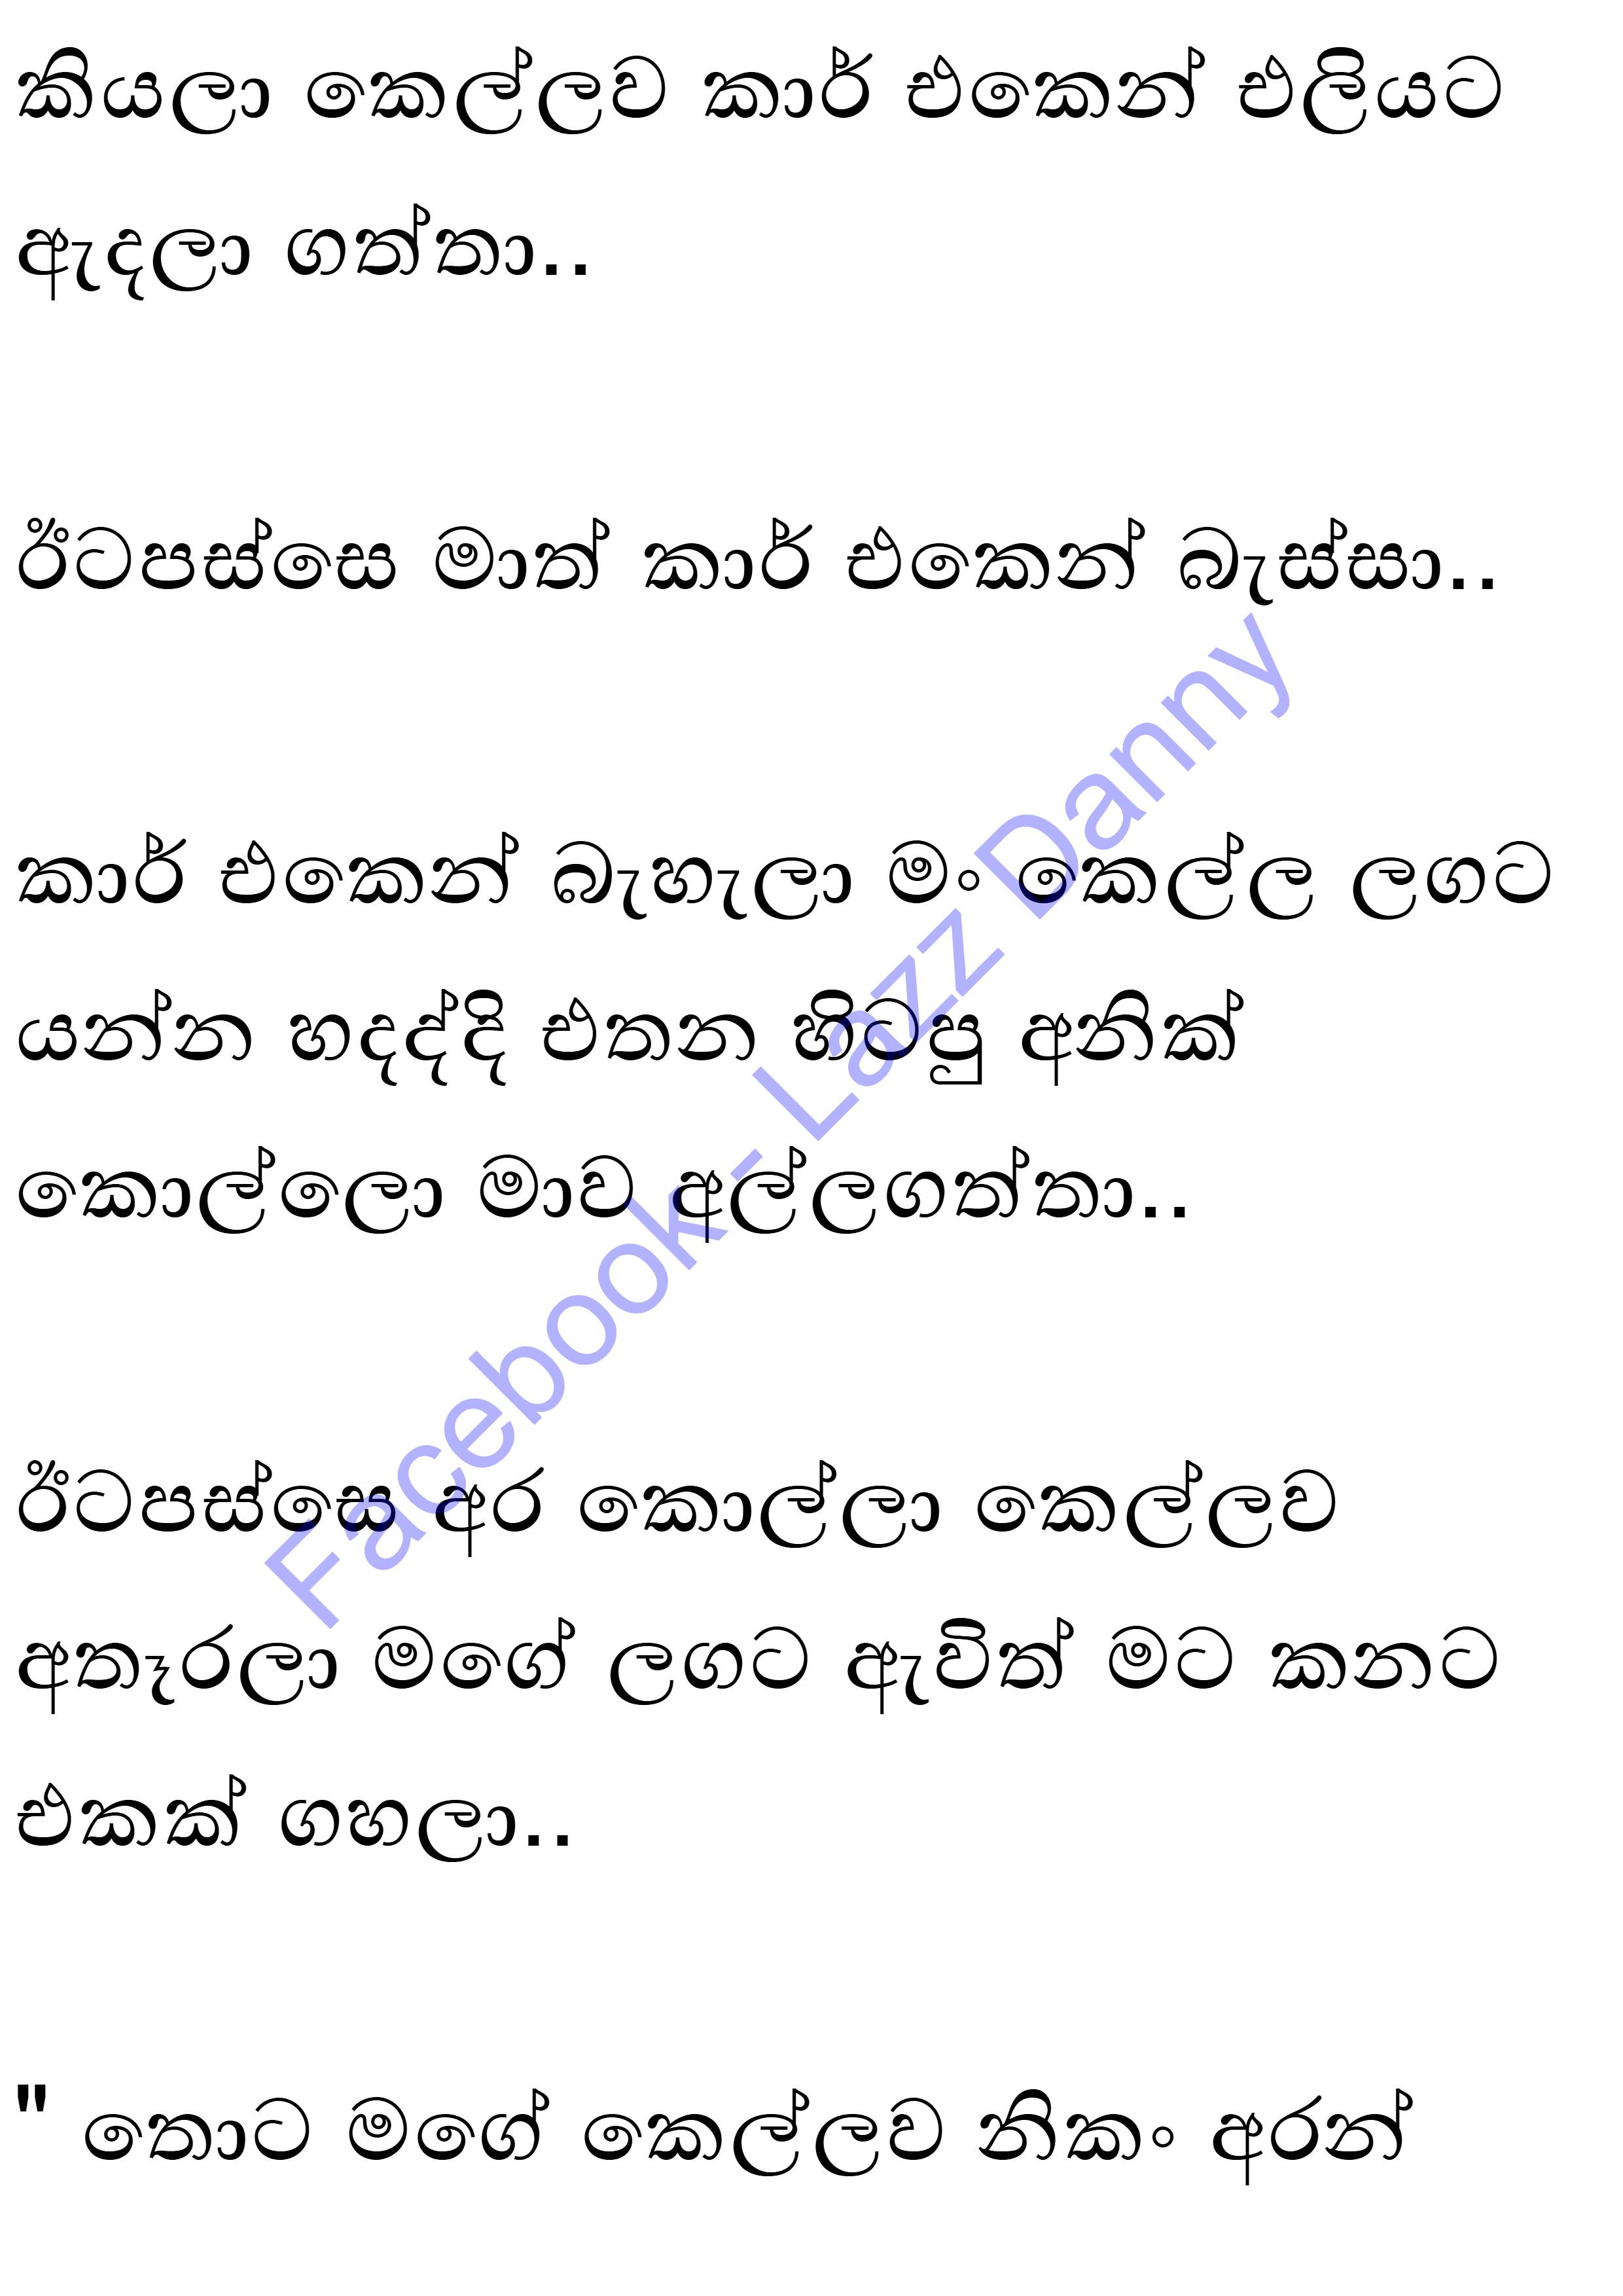 කියලා කෙල්ලව කාර් එකෙන් එලියට
ඇදලා ගත්තා..
ඊටපස්සෙ මාත් කාර් එකෙන් බැස්සා..
කාර් එකෙන් බැහැලා මං කෙල්ල ලගට
යන්න හදද්දි එතන හිටපු අනික්
කොල්ලො මාව අල්ලගත්තා..
ඊටපස්සෙ අර කොල්ලා කෙල්ලව
අතෑරලා මගේ ලගට ඇවිත් මට කනට
එකක් ගහලා..
" තොට මගේ කෙල්ලව නිකං අරන්
Facebook - Lazz Danny